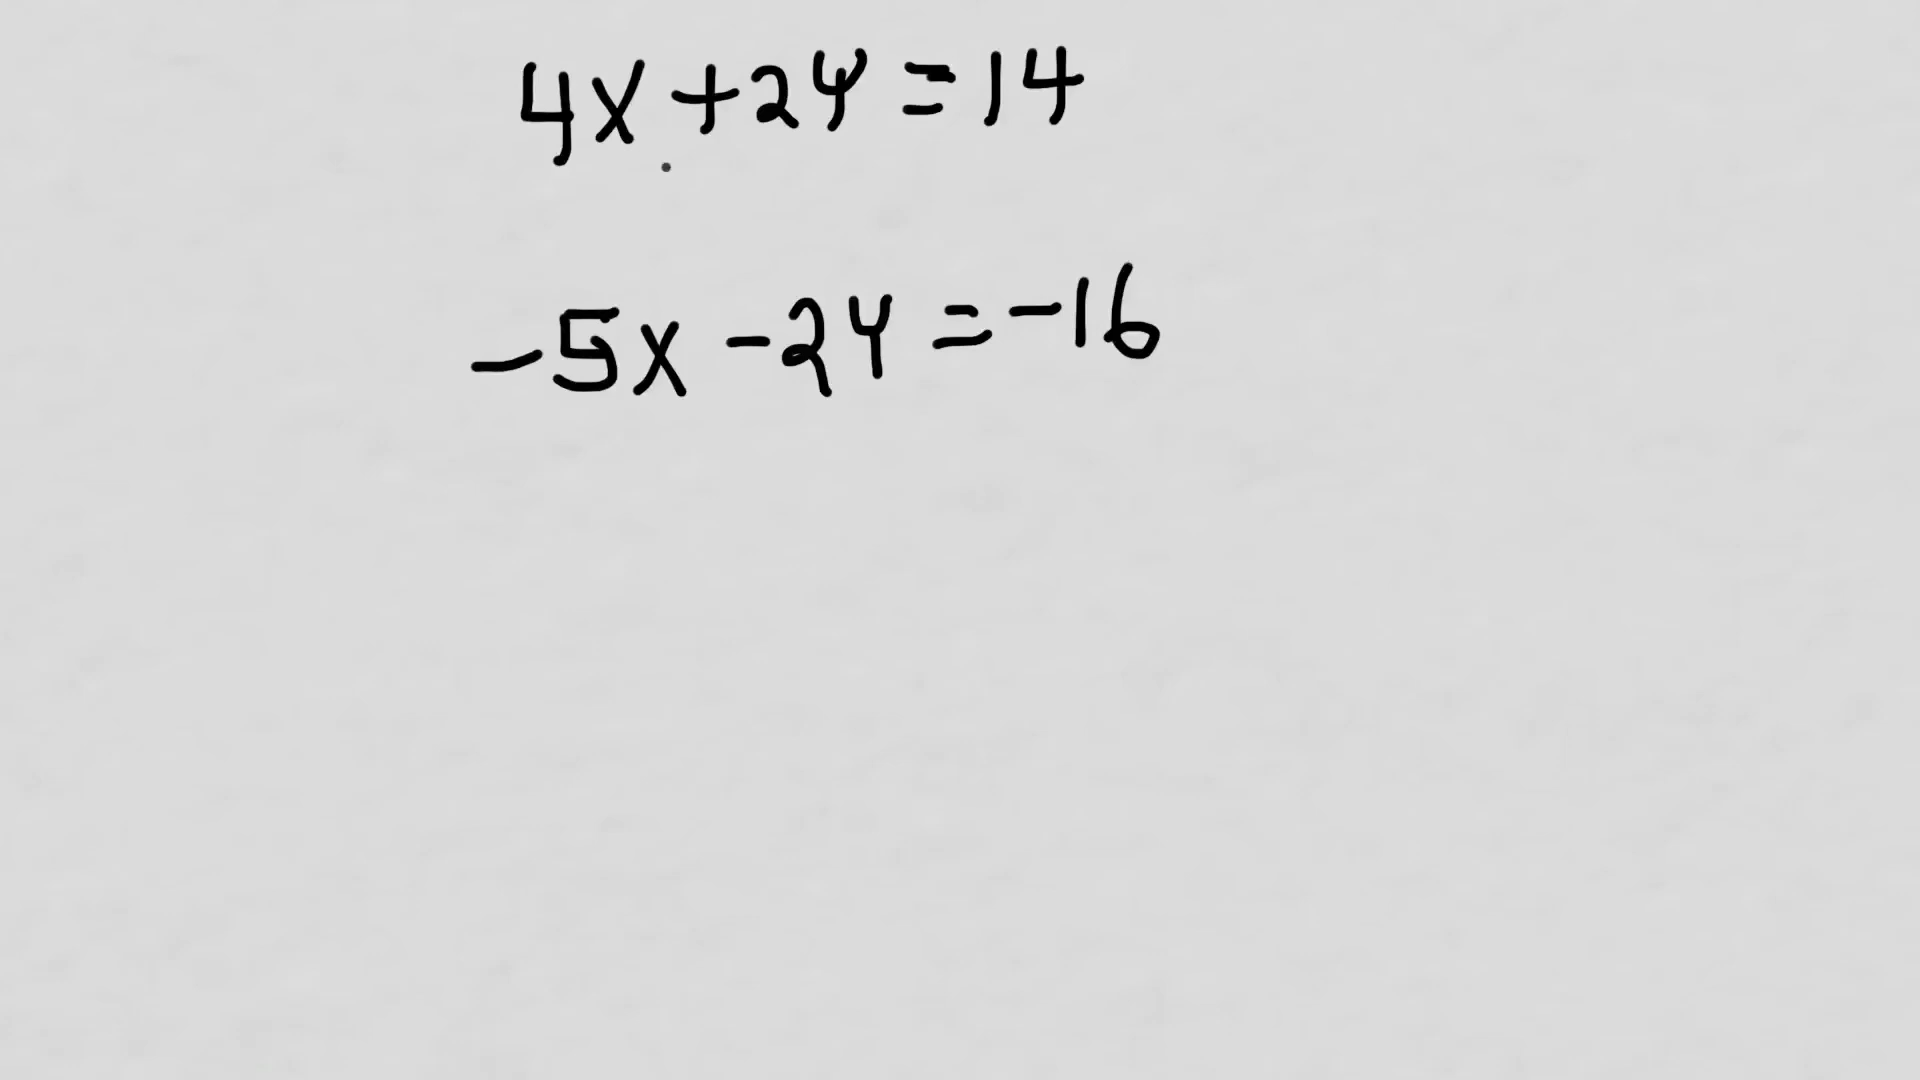 4x + 2y = 14
-5x - 2y = -16